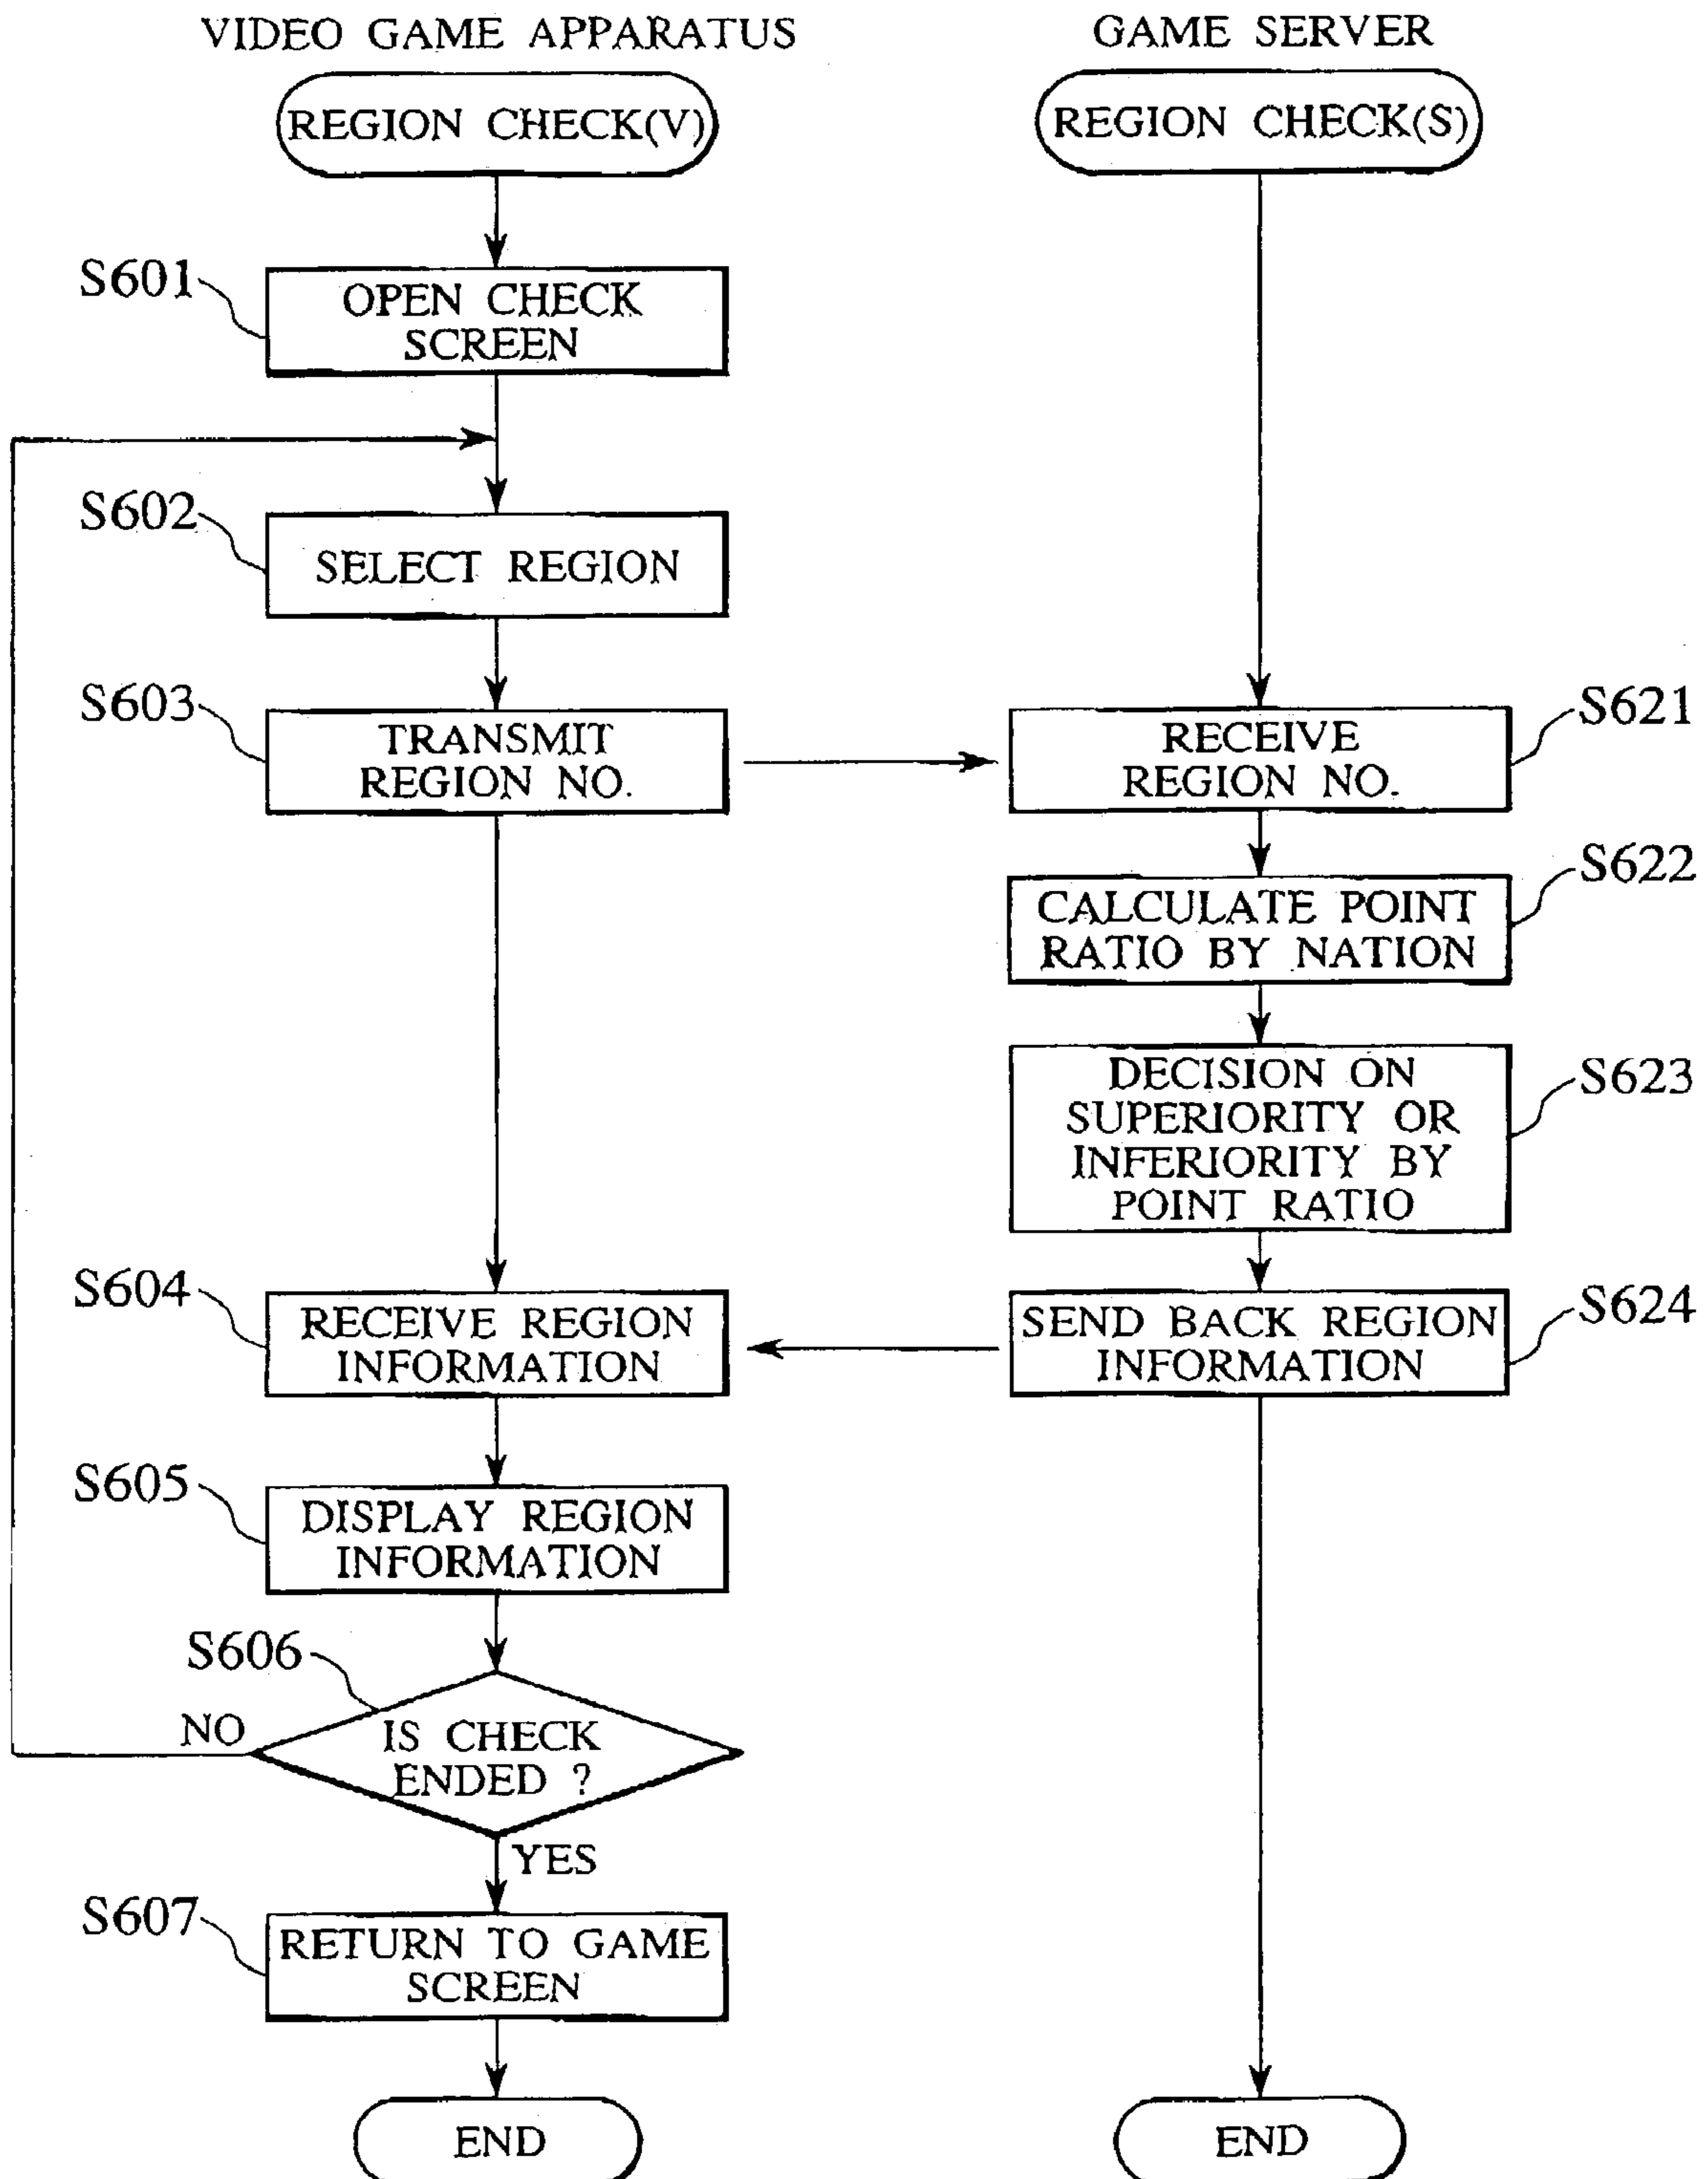 VIDEO GAME APPARATUS
REGION CHECK(V)
S601
OPEN CHECK
SCREEN
S602
SELECT REGION
S603
TRANSMIT
REGION NO.
S604
RECEIVE REGION
INFORMATION
S605
DISPLAY REGION
INFORMATION
S606
NO
IS CHECK
ENDED ?
YES
S607
RETURN TO GAME
SCREEN
END
GAME SERVER
REGION CHECK(S)
S621
RECEIVE
REGION NO.
S622
CALCULATE POINT
RATIO BY NATION
S623
DECISION ON
SUPERIORITY OR
INFERIORITY BY
POINT RATIO
S624
SEND BACK REGION
INFORMATION
END